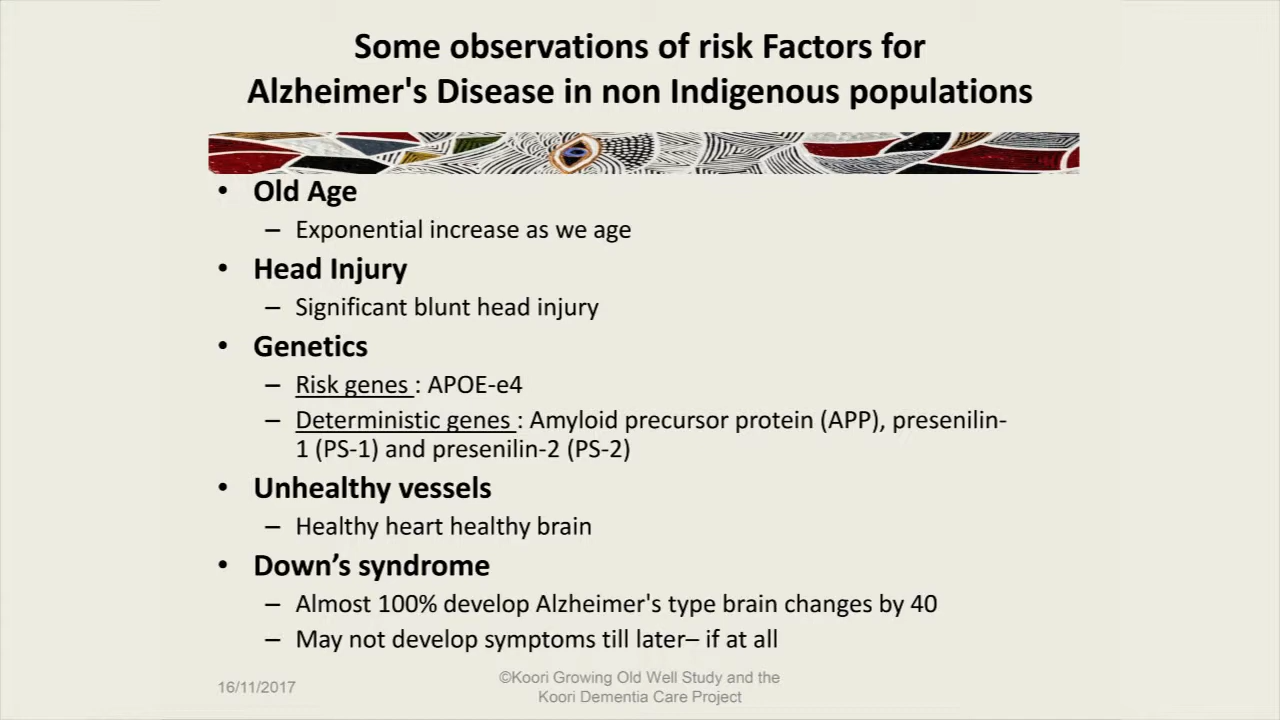 Some observations of risk Factors for
Alzheimer's Disease in non Indigenous populations
• Old Age
– Exponential increase as we age
• Head Injury
– Significant blunt head injury
• Genetics
– Risk genes : APOE-e4
– Deterministic genes : Amyloid precursor protein (APP), presenilin-
1 (PS-1) and presenilin-2 (PS-2)
• Unhealthy vessels
– Healthy heart healthy brain
• Down’s syndrome
– Almost 100% develop Alzheimer's type brain changes by 40
– May not develop symptoms till later– if at all
16/11/2017
©Koori Growing Old Well Study and the
Koori Dementia Care Project